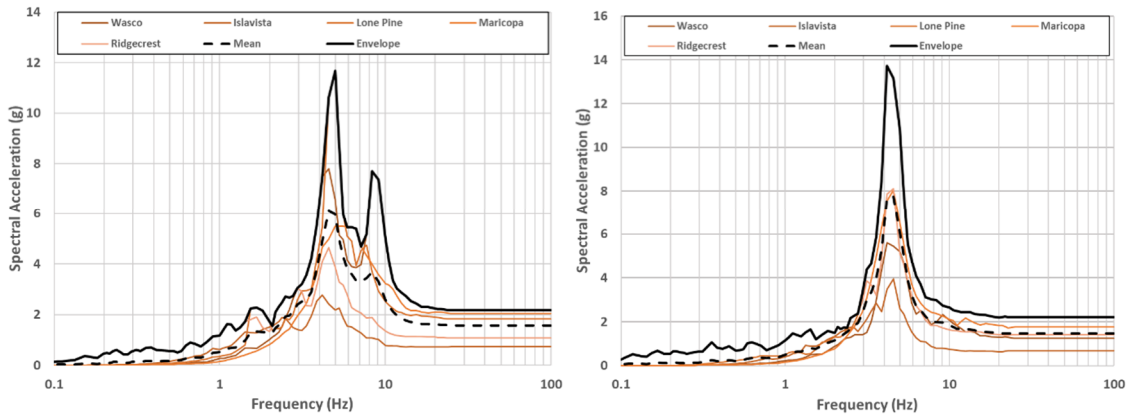 14
Wasco Islavista Lone Pine Maricopa
Ridgecrest Mean Envelope
12
10
8
6
4
2
0
0.1 1 10 100
Spectral Acceleration (g)
Frequency (Hz)
16
Wasco Islavista Lone Pine Maricopa
Ridgecrest Mean Envelope
14
12
10
8
6
4
2
0
0.1 1 10 100
Spectral Acceleration (g)
Frequency (Hz)